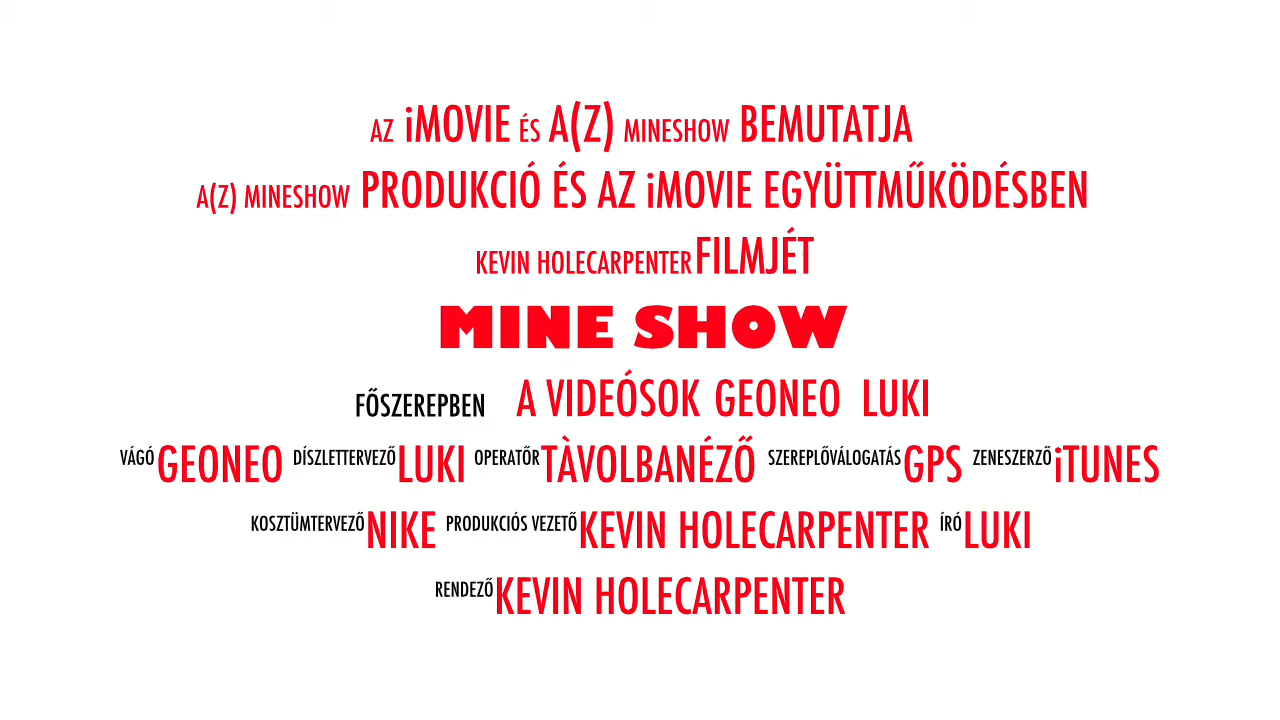 AZ iMOVIE ÉS A(Z) MINESHOW BEMUTATJA
A(Z) MINESHOW PRODUKCIÓ ÉS AZ iMOVIE EGYÜTTMŰKÖDÉSBEN
KEVIN HOLECARPENTER FILMJÉT
MINE SHOW
FŐSZEREPBEN A VIDEÓSOK GEONEO LUKI
VÁGÓ GEONEO DÍSZLETTERVEZŐ LUKI OPERATŐR TÀVOLBANÉZŐ SZEREPLŐVÁLOGATÁS GPS ZENESZERZŐ iTUNES
KOSZTÜMTERVEZŐ NIKE PRODUKCIÓS VEZETŐ KEVIN HOLECARPENTER ÍRÓ LUKI
RENDEZŐ KEVIN HOLECARPENTER